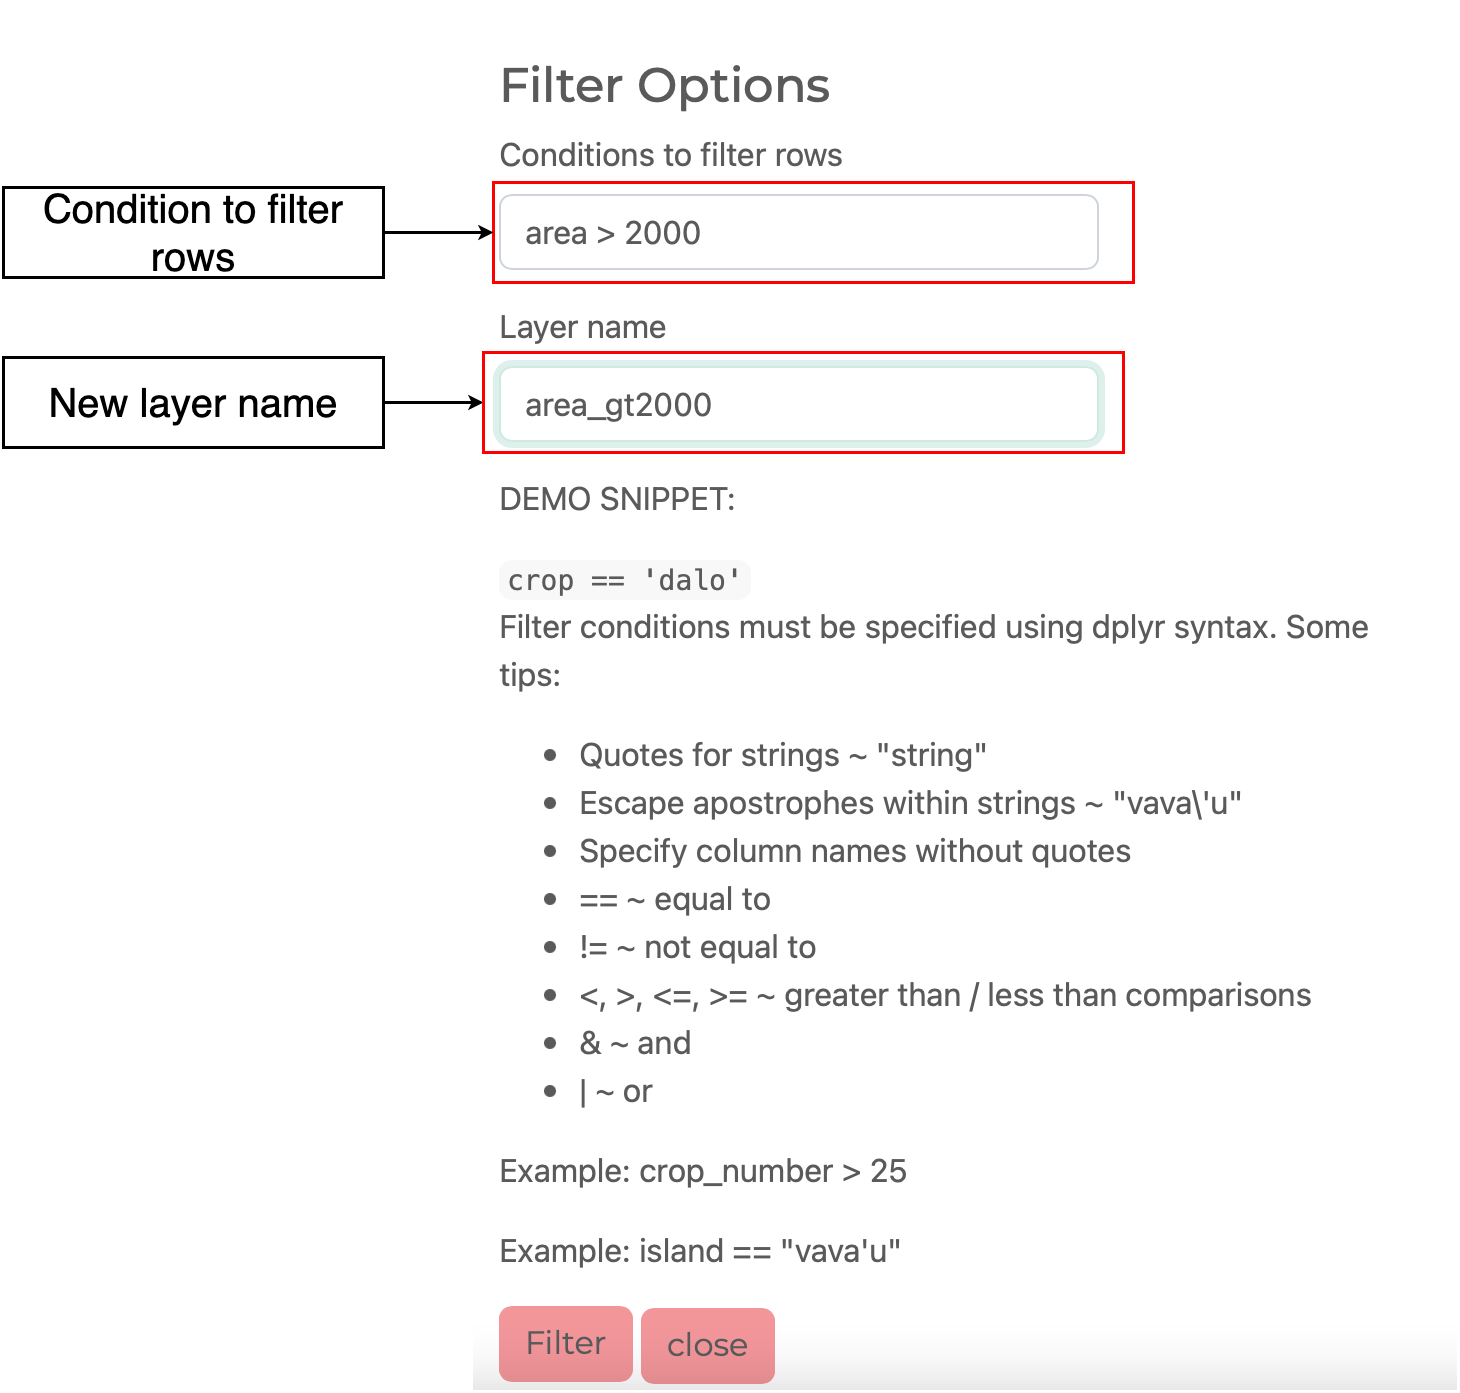 Filter Options
Conditions to filter rows
Condition to filter
rows
area > 2000
Layer name
New layer name
area_gt2000
DEMO SNIPPET:
crop == 'dalo'
Filter conditions must be specified using dplyr syntax. Some
tips:
• Quotes for strings ~ "string"
• Escape apostrophes within strings ~ "vava\'u"
• Specify column names without quotes
• == ~ equal to
• != ~ not equal to
• <, >, <=, >= ~ greater than / less than comparisons
• & ~ and
• | ~ or
Example: crop_number > 25
Example: island == "vava'u"
Filter close